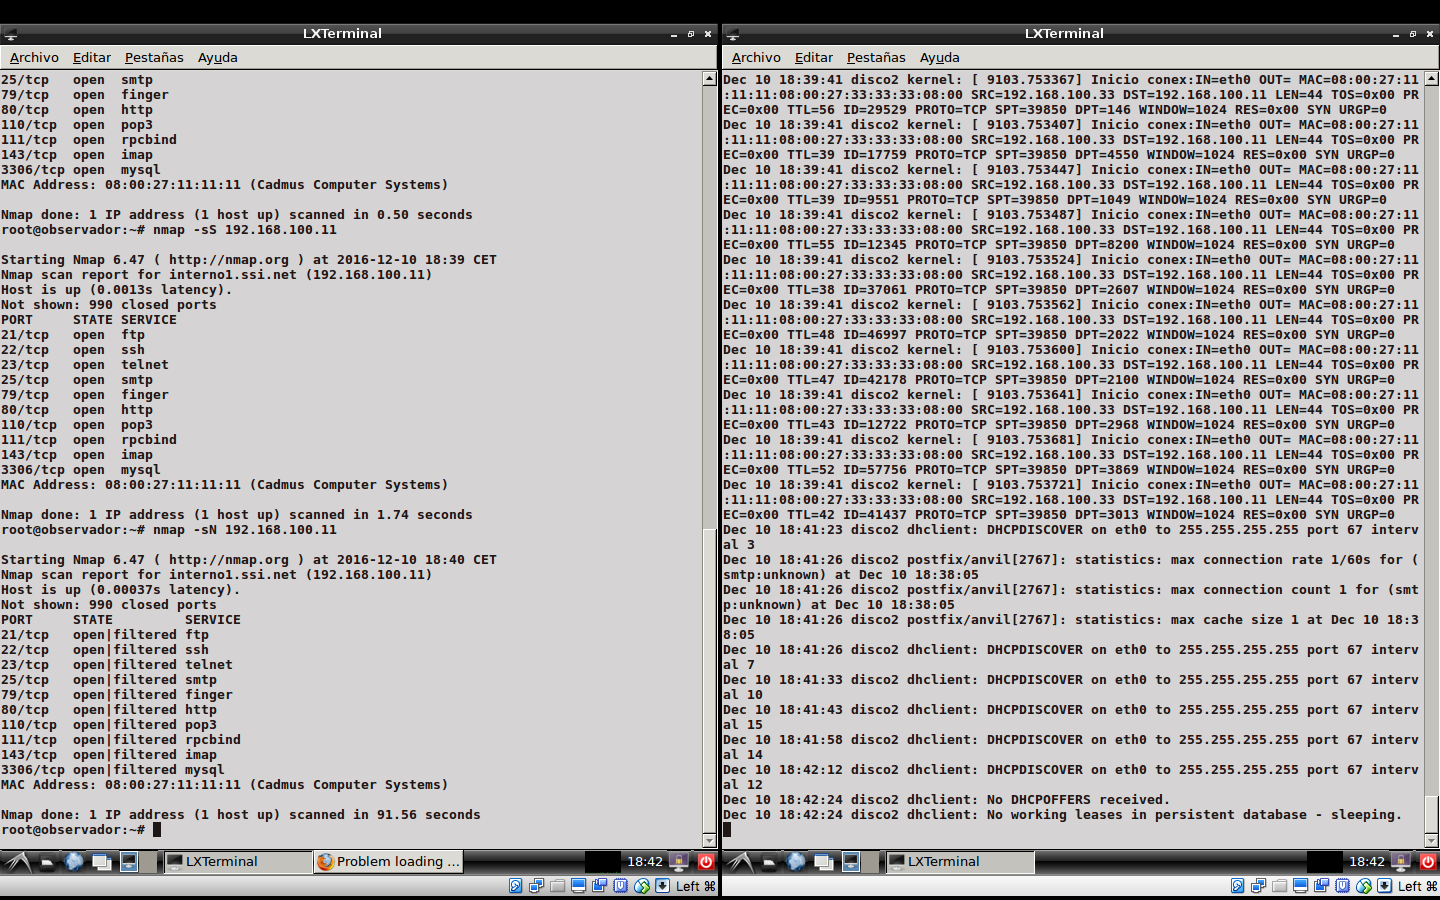 LXTerminal
Archivo Editar Pestañas Ayuda
25/tcp   open  smtp
79/tcp   open  finger
80/tcp   open  http
110/tcp  open  pop3
111/tcp  open  rpcbind
143/tcp  open  imap
3306/tcp open  mysql
MAC Address: 08:00:27:11:11:11 (Cadmus Computer Systems)
Nmap done: 1 IP address (1 host up) scanned in 0.50 seconds
root@observador:~# nmap -sS 192.168.100.11
Starting Nmap 6.47 ( http://nmap.org ) at 2016-12-10 18:39 CET
Nmap scan report for interno1.ssi.net (192.168.100.11)
Host is up (0.0013s latency).
Not shown: 990 closed ports
PORT     STATE SERVICE
21/tcp   open  ftp
22/tcp   open  ssh
23/tcp   open  telnet
25/tcp   open  smtp
79/tcp   open  finger
80/tcp   open  http
110/tcp  open  pop3
111/tcp  open  rpcbind
143/tcp  open  imap
3306/tcp open  mysql
MAC Address: 08:00:27:11:11:11 (Cadmus Computer Systems)
Nmap done: 1 IP address (1 host up) scanned in 1.74 seconds
root@observador:~# nmap -sN 192.168.100.11
Starting Nmap 6.47 ( http://nmap.org ) at 2016-12-10 18:40 CET
Nmap scan report for interno1.ssi.net (192.168.100.11)
Host is up (0.00037s latency).
Not shown: 990 closed ports
PORT     STATE         SERVICE
21/tcp   open|filtered ftp
22/tcp   open|filtered ssh
23/tcp   open|filtered telnet
25/tcp   open|filtered smtp
79/tcp   open|filtered finger
80/tcp   open|filtered http
110/tcp  open|filtered pop3
111/tcp  open|filtered rpcbind
143/tcp  open|filtered imap
3306/tcp open|filtered mysql
MAC Address: 08:00:27:11:11:11 (Cadmus Computer Systems)
Nmap done: 1 IP address (1 host up) scanned in 91.56 seconds
root@observador:~#
LXTerminal
Problem loading ...
18:42
Left ⌘
LXTerminal
Archivo Editar Pestañas Ayuda
Dec 10 18:39:41 disco2 kernel: [ 9103.753367] Inicio conex:IN=eth0 OUT= MAC=08:00:27:11
:11:11:08:00:27:33:33:33:08:00 SRC=192.168.100.33 DST=192.168.100.11 LEN=44 TOS=0x00 PR
EC=0x00 TTL=56 ID=29529 PROTO=TCP SPT=39850 DPT=146 WINDOW=1024 RES=0x00 SYN URGP=0
Dec 10 18:39:41 disco2 kernel: [ 9103.753407] Inicio conex:IN=eth0 OUT= MAC=08:00:27:11
:11:11:08:00:27:33:33:33:08:00 SRC=192.168.100.33 DST=192.168.100.11 LEN=44 TOS=0x00 PR
EC=0x00 TTL=39 ID=17759 PROTO=TCP SPT=39850 DPT=4550 WINDOW=1024 RES=0x00 SYN URGP=0
Dec 10 18:39:41 disco2 kernel: [ 9103.753447] Inicio conex:IN=eth0 OUT= MAC=08:00:27:11
:11:11:08:00:27:33:33:33:08:00 SRC=192.168.100.33 DST=192.168.100.11 LEN=44 TOS=0x00 PR
EC=0x00 TTL=39 ID=9551 PROTO=TCP SPT=39850 DPT=1049 WINDOW=1024 RES=0x00 SYN URGP=0
Dec 10 18:39:41 disco2 kernel: [ 9103.753487] Inicio conex:IN=eth0 OUT= MAC=08:00:27:11
:11:11:08:00:27:33:33:33:08:00 SRC=192.168.100.33 DST=192.168.100.11 LEN=44 TOS=0x00 PR
EC=0x00 TTL=55 ID=12345 PROTO=TCP SPT=39850 DPT=8200 WINDOW=1024 RES=0x00 SYN URGP=0
Dec 10 18:39:41 disco2 kernel: [ 9103.753524] Inicio conex:IN=eth0 OUT= MAC=08:00:27:11
:11:11:08:00:27:33:33:33:08:00 SRC=192.168.100.33 DST=192.168.100.11 LEN=44 TOS=0x00 PR
EC=0x00 TTL=38 ID=37061 PROTO=TCP SPT=39850 DPT=2607 WINDOW=1024 RES=0x00 SYN URGP=0
Dec 10 18:39:41 disco2 kernel: [ 9103.753562] Inicio conex:IN=eth0 OUT= MAC=08:00:27:11
:11:11:08:00:27:33:33:33:08:00 SRC=192.168.100.33 DST=192.168.100.11 LEN=44 TOS=0x00 PR
EC=0x00 TTL=48 ID=46997 PROTO=TCP SPT=39850 DPT=2022 WINDOW=1024 RES=0x00 SYN URGP=0
Dec 10 18:39:41 disco2 kernel: [ 9103.753600] Inicio conex:IN=eth0 OUT= MAC=08:00:27:11
:11:11:08:00:27:33:33:33:08:00 SRC=192.168.100.33 DST=192.168.100.11 LEN=44 TOS=0x00 PR
EC=0x00 TTL=47 ID=42178 PROTO=TCP SPT=39850 DPT=2100 WINDOW=1024 RES=0x00 SYN URGP=0
Dec 10 18:39:41 disco2 kernel: [ 9103.753641] Inicio conex:IN=eth0 OUT= MAC=08:00:27:11
:11:11:08:00:27:33:33:33:08:00 SRC=192.168.100.33 DST=192.168.100.11 LEN=44 TOS=0x00 PR
EC=0x00 TTL=43 ID=12722 PROTO=TCP SPT=39850 DPT=2968 WINDOW=1024 RES=0x00 SYN URGP=0
Dec 10 18:39:41 disco2 kernel: [ 9103.753681] Inicio conex:IN=eth0 OUT= MAC=08:00:27:11
:11:11:08:00:27:33:33:33:08:00 SRC=192.168.100.33 DST=192.168.100.11 LEN=44 TOS=0x00 PR
EC=0x00 TTL=52 ID=57756 PROTO=TCP SPT=39850 DPT=3869 WINDOW=1024 RES=0x00 SYN URGP=0
Dec 10 18:39:41 disco2 kernel: [ 9103.753721] Inicio conex:IN=eth0 OUT= MAC=08:00:27:11
:11:11:08:00:27:33:33:33:08:00 SRC=192.168.100.33 DST=192.168.100.11 LEN=44 TOS=0x00 PR
EC=0x00 TTL=42 ID=41437 PROTO=TCP SPT=39850 DPT=3013 WINDOW=1024 RES=0x00 SYN URGP=0
Dec 10 18:41:23 disco2 dhclient: DHCPDISCOVER on eth0 to 255.255.255.255 port 67 interv
al 3
Dec 10 18:41:26 disco2 postfix/anvil[2767]: statistics: max connection rate 1/60s for (
smtp:unknown) at Dec 10 18:38:05
Dec 10 18:41:26 disco2 postfix/anvil[2767]: statistics: max connection count 1 for (smt
p:unknown) at Dec 10 18:38:05
Dec 10 18:41:26 disco2 postfix/anvil[2767]: statistics: max cache size 1 at Dec 10 18:3
8:05
Dec 10 18:41:26 disco2 dhclient: DHCPDISCOVER on eth0 to 255.255.255.255 port 67 interv
al 7
Dec 10 18:41:33 disco2 dhclient: DHCPDISCOVER on eth0 to 255.255.255.255 port 67 interv
al 10
Dec 10 18:41:43 disco2 dhclient: DHCPDISCOVER on eth0 to 255.255.255.255 port 67 interv
al 15
Dec 10 18:41:58 disco2 dhclient: DHCPDISCOVER on eth0 to 255.255.255.255 port 67 interv
al 14
Dec 10 18:42:12 disco2 dhclient: DHCPDISCOVER on eth0 to 255.255.255.255 port 67 interv
al 12
Dec 10 18:42:24 disco2 dhclient: No DHCPOFFERS received.
Dec 10 18:42:24 disco2 dhclient: No working leases in persistent database - sleeping.
LXTerminal
18:42
Left ⌘